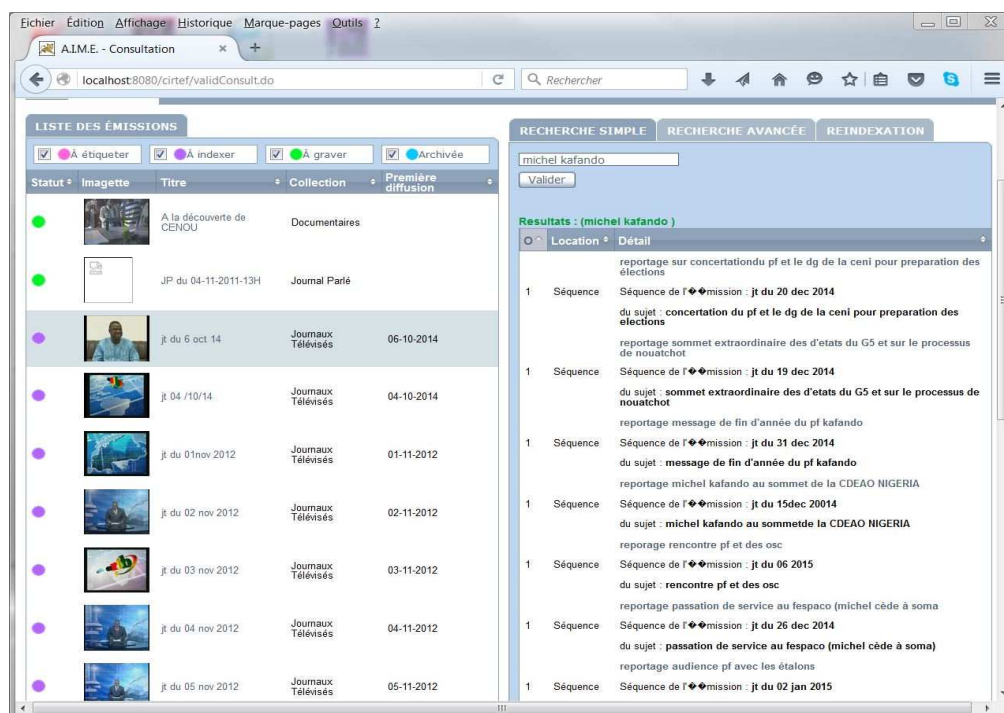 Fichier Édition Affichage Historique Marque-pages Outils ?
A.I.M.E. - Consultation × +
localhost:8080/cirtef/validConsult.do
Rechercher
LISTE DES ÉMISSIONS
À étiqueter À indexer À graver Archivée
Statut Imagette Titre Collection Première diffusion
A la découverte de
CENOU
Documentaires
JP du 04-11-2011-13H Journal Parlé
jt du 6 oct 14 Journaux Télévisés 06-10-2014
jt 04 /10/14 Journaux Télévisés 04-10-2014
jt du 01nov 2012 Journaux Télévisés 01-11-2012
jt du 02 nov 2012 Journaux Télévisés 02-11-2012
jt du 03 nov 2012 Journaux Télévisés 03-11-2012
jt du 04 nov 2012 Journaux Télévisés 04-11-2012
jt du 05 nov 2012 Journaux Télévisés 05-11-2012
RECHERCHE SIMPLE RECHERCHE AVANCÉE REINDEXATION
michel kafando
Valider
Resultats : (michel kafando )
O Location Détail
reportage sur concertationdu pf et le dg de la ceni pour preparation des
élections
1 Séquence Séquence de l'��mission : jt du 20 dec 2014
du sujet : concertation du pf et le dg de la ceni pour preparation des
elections
reportage sommet extraordinaire des d'etats du G5 et sur le processus
de nouatchot
1 Séquence Séquence de l'��mission : jt du 19 dec 2014
du sujet : sommet extraordinaire des d'etats du G5 et sur le processus de
nouatchot
reportage message de fin d'année du pf kafando
1 Séquence Séquence de l'��mission : jt du 31 dec 2014
du sujet : message de fin d'année du pf kafando
reportage michel kafando au sommet de la CDEAO NIGERIA
1 Séquence Séquence de l'��mission : jt du 15dec 20014
du sujet : michel kafando au sommetde la CDEAO NIGERIA
reporage rencontre pf et des osc
1 Séquence Séquence de l'��mission : jt du 06 2015
du sujet : rencontre pf et des osc
reportage passation de service au fespaco (michel cède à soma
1 Séquence Séquence de l'��mission : jt du 26 dec 2014
du sujet : passation de service au fespaco (michel cède à soma)
reportage audience pf avec les étalons
1 Séquence Séquence de l'��mission : jt du 02 jan 2015